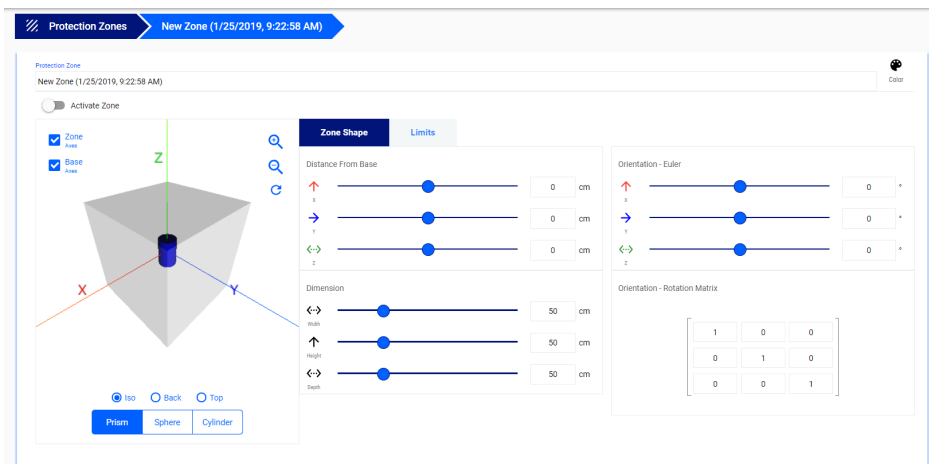 Protection Zones New Zone (1/25/2019, 9:22:58 AM)
Protection Zone
New Zone (1/25/2019, 9:22:58 AM)
Color
Activate Zone
Zone
Axes
Base
Axes
Z
X
Y
Iso Back Top
Prism Sphere Cylinder
Zone Shape Limits
Distance From Base
0 cm
X
0 cm
Y
0 cm
Z
Dimension
50 cm
Width
50 cm
Height
50 cm
Depth
Orientation - Euler
0 °
X
0 °
Y
0 °
Z
Orientation - Rotation Matrix
1 0 0
0 1 0
0 0 1